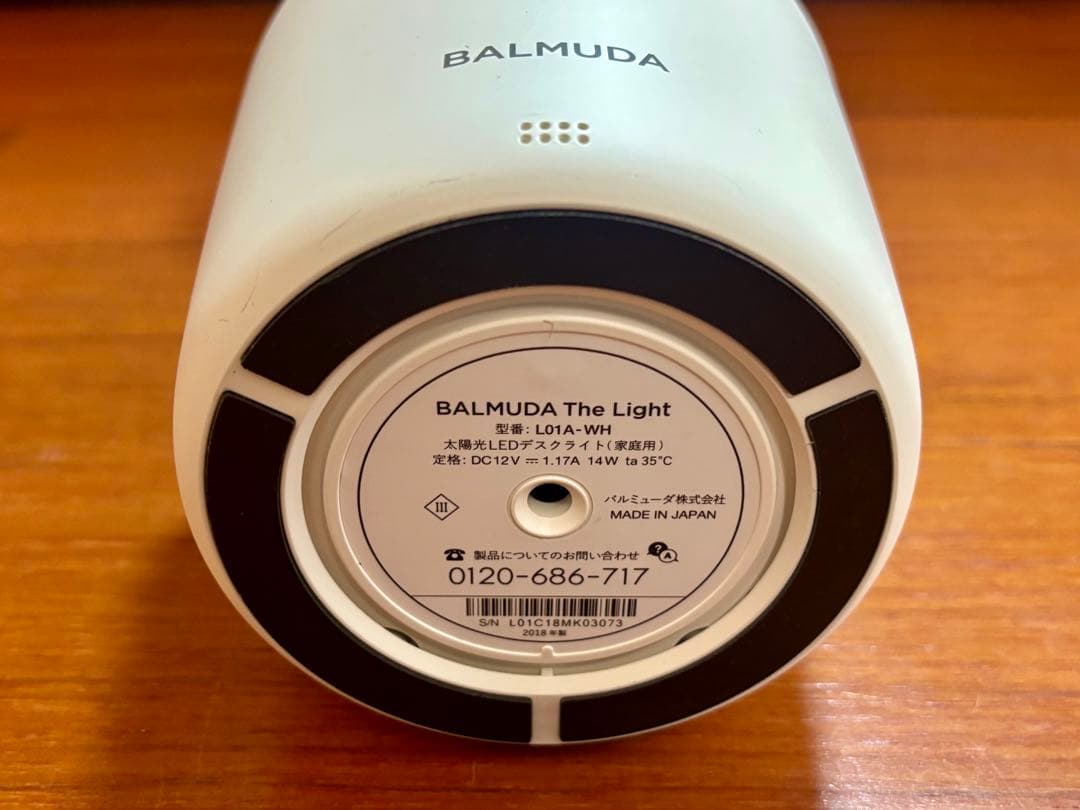 BALMUDA
BALMUDA The Light
型番: L01A-WH
太陽光LEDデスクライト(家庭用)
定格: DC12V ⎓ 1.17A 14W ta 35°C
III
バルミューダ株式会社
MADE IN JAPAN
☎ 製品についてのお問い合わせ ? A
0120-686-717
S/N L01C18MK03073
2018 年製